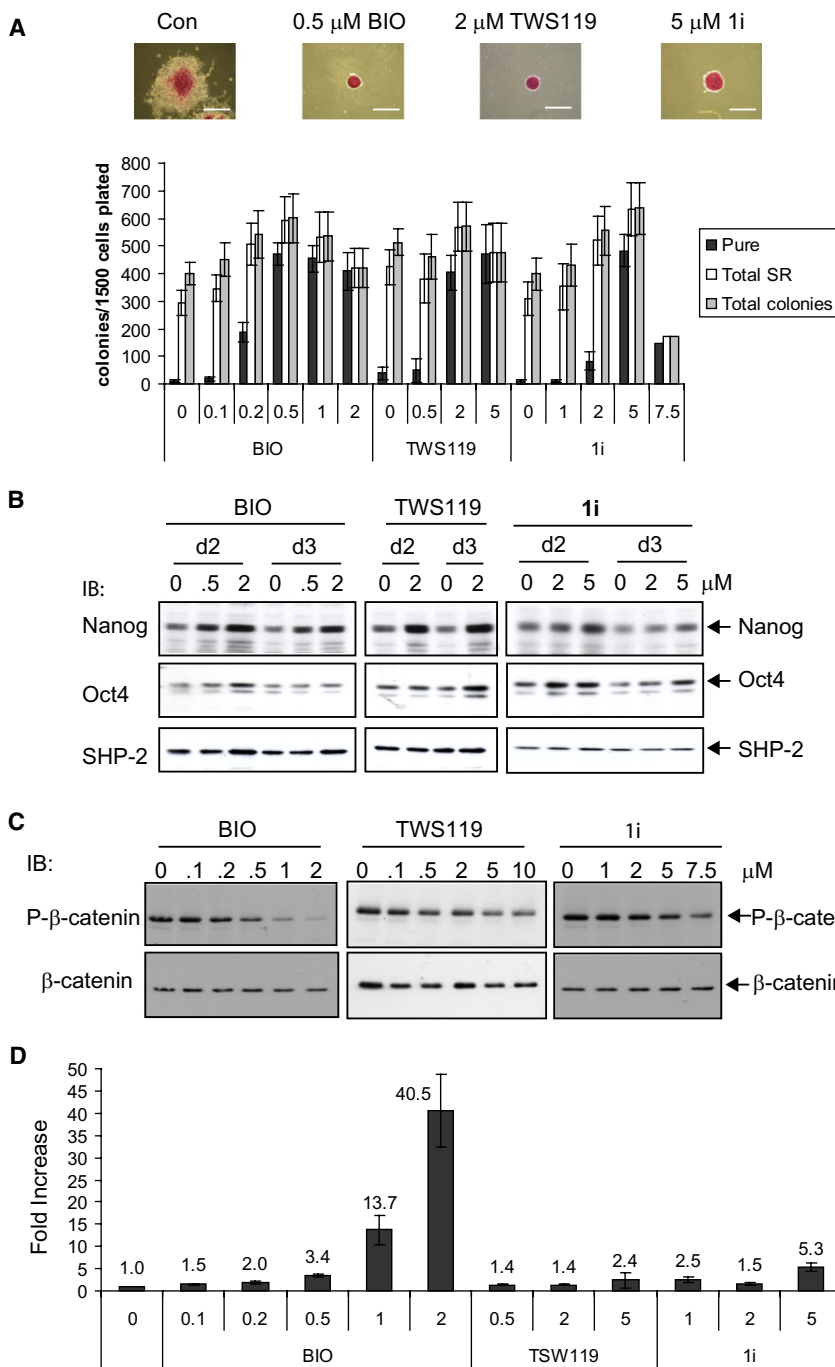 A
Con 0.5 μM BIO 2 μM TWS119 5 μM 1i
colonies/1500 cells plated
800
700
600
500
400
300
200
100
0
Pure
Total SR
Total colonies
0 0.1 0.2 0.5 1 2 0 0.5 2 5 0 1 2 5 7.5
BIO TWS119 1i
B
BIO TWS119 1i
d2 d3 d2 d3 d2 d3
IB: 0 .5 2 0 .5 2 0 2 0 2 0 2 5 0 2 5 μM
Nanog Nanog
Oct4 Oct4
SHP-2 SHP-2
C
BIO TWS119 1i
IB: 0 .1 .2 .5 1 2 0 .1 .5 2 5 10 0 1 2 5 7.5 μM
P-β-catenin P-β-cate
β-catenin β-catenin
D
Fold Increase
50
45
40
35
30
25
20
15
10
5
0
1.0 1.5 2.0 3.4 13.7 40.5 1.4 1.4 2.4 2.5 1.5 5.3
0 0.1 0.2 0.5 1 2 0.5 2 5 1 2 5
BIO TSW119 1i